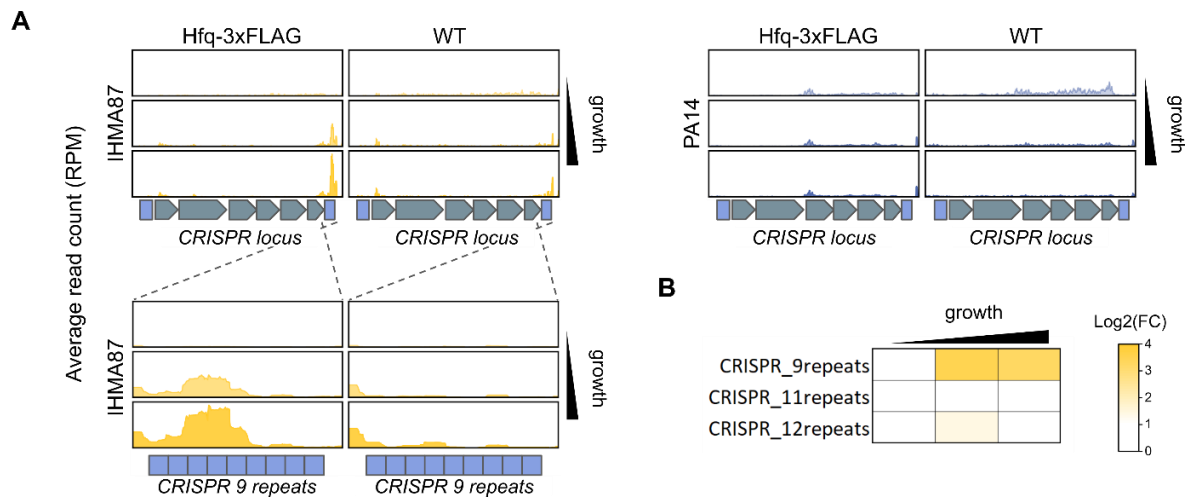 A
Hfq-3xFLAG
WT
Hfq-3xFLAG
WT
Average read count (RPM)
IHMA87
growth
PA14
growth
CRISPR locus
CRISPR locus
CRISPR locus
CRISPR locus
IHMA87
growth
CRISPR 9 repeats
CRISPR 9 repeats
B
growth
Log2(FC)
CRISPR_9repeats
CRISPR_11repeats
CRISPR_12repeats
4
3
2
1
0